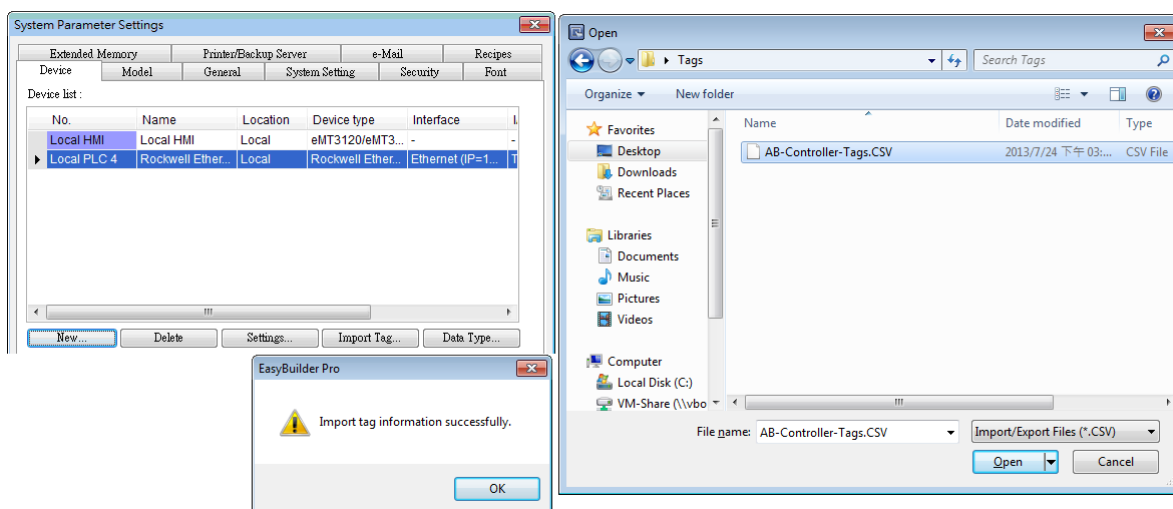 System Parameter Settings
Extended Memory Printer/Backup Server e-Mail Recipes
Device Model General System Setting Security Font
Device list :
No. Name Location Device type Interface
Local HMI Local HMI Local eMT3120/eMT3... - -
Local PLC 4 Rockwell Ether... Local Rockwell Ether... Ethernet (IP=1... T
New... Delete Settings... Import Tag... Data Type...
EasyBuilder Pro
Import tag information successfully.
OK
Open
Tags
Search Tags
Organize New folder
Name Date modified Type
AB-Controller-Tags.CSV 2013/7/24 下午 03:... CSV File
Favorites
Desktop
Downloads
Recent Places
Libraries
Documents
Music
Pictures
Videos
Computer
Local Disk (C:)
VM-Share (\\vbo
File name: AB-Controller-Tags.CSV Import/Export Files (*.CSV)
Open Cancel